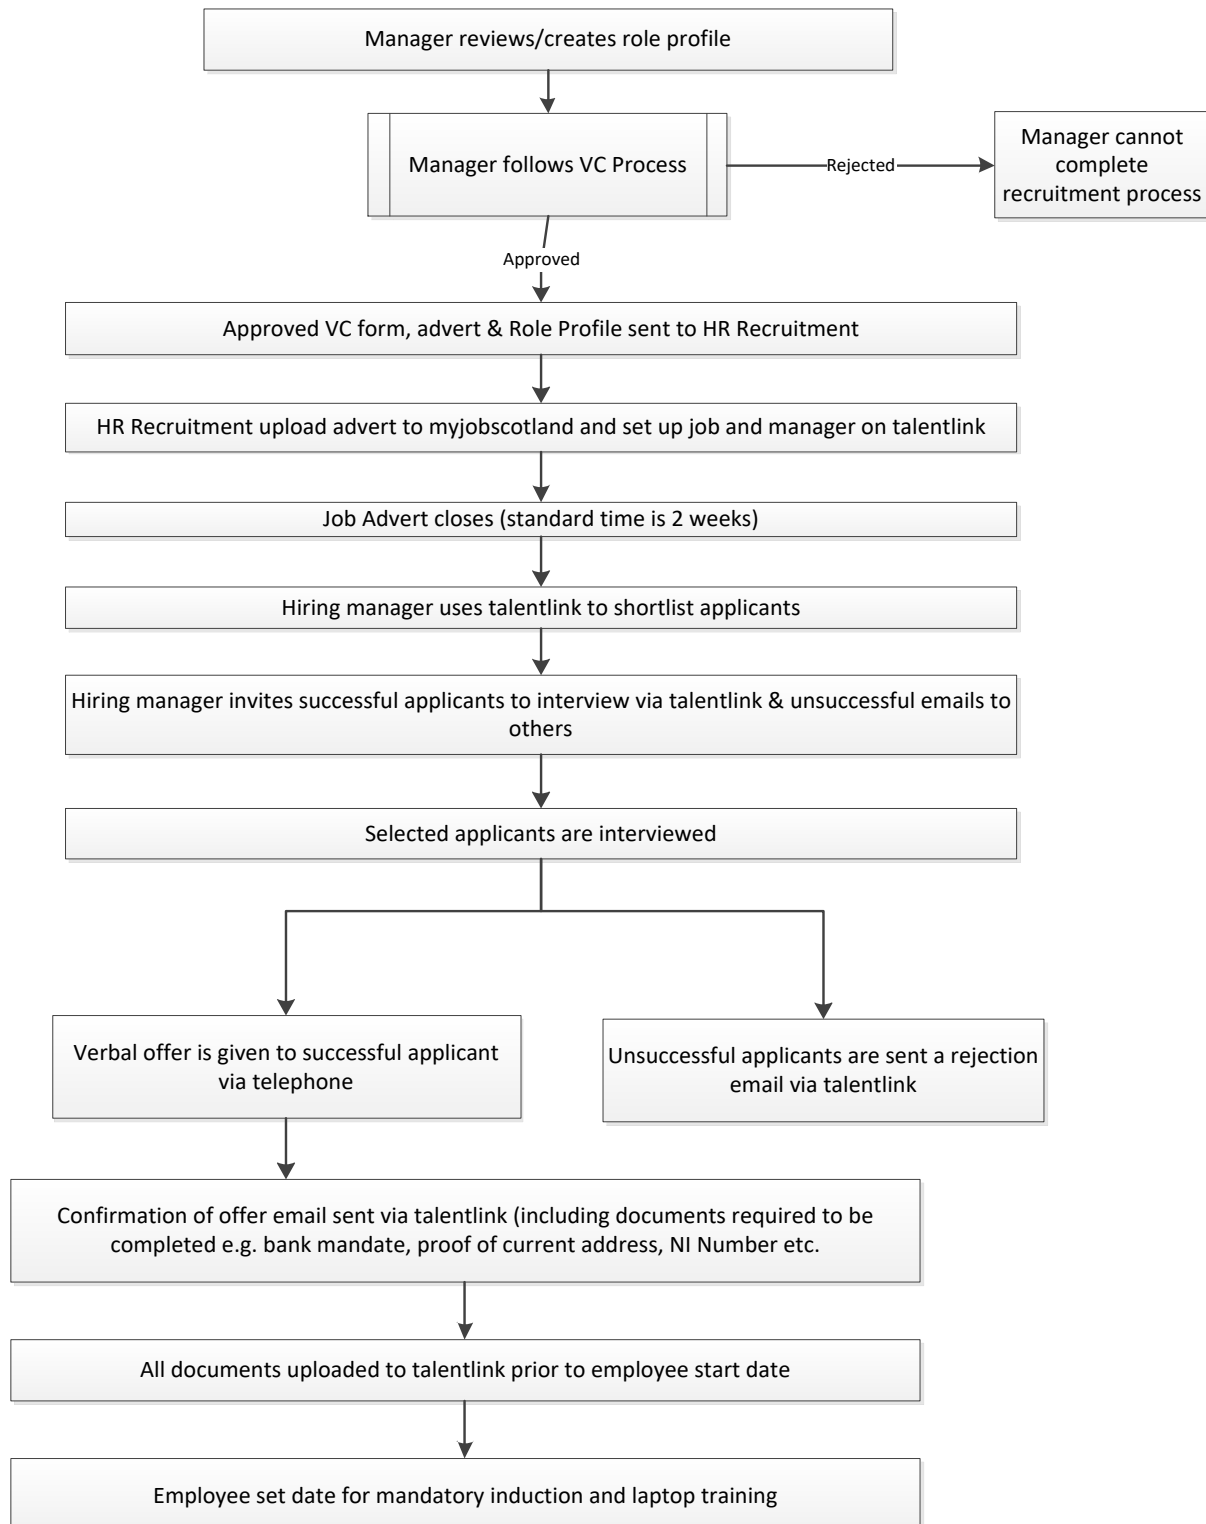 Manager reviews/creates role profile
Manager follows VC Process
Rejected
Manager cannot
complete
recruitment process
Approved
Approved VC form, advert & Role Profile sent to HR Recruitment
HR Recruitment upload advert to myjobscotland and set up job and manager on talentlink
Job Advert closes (standard time is 2 weeks)
Hiring manager uses talentlink to shortlist applicants
Hiring manager invites successful applicants to interview via talentlink & unsuccessful emails to
others
Selected applicants are interviewed
Verbal offer is given to successful applicant
via telephone
Unsuccessful applicants are sent a rejection
email via talentlink
Confirmation of offer email sent via talentlink (including documents required to be
completed e.g. bank mandate, proof of current address, NI Number etc.
All documents uploaded to talentlink prior to employee start date
Employee set date for mandatory induction and laptop training